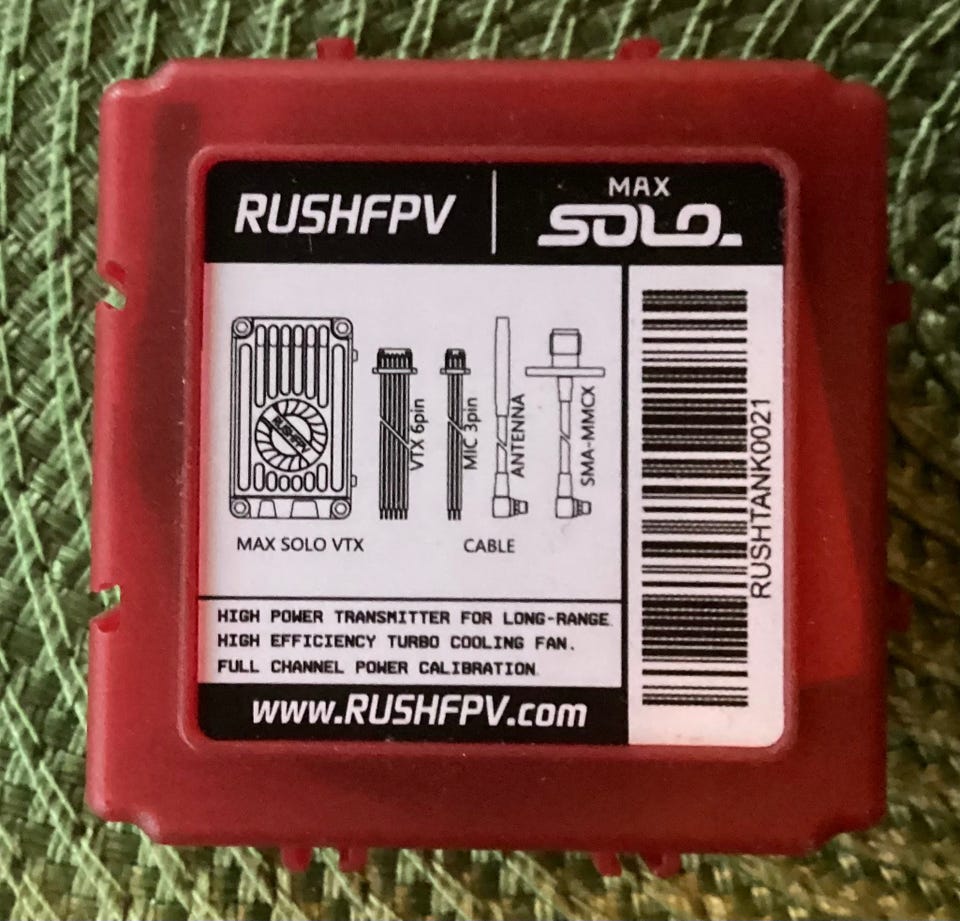 RUSHFPV
MAX
SOLO
RUSHFPV
VTX 6pin
MIC 3pin
ANTENNA
SMA-MMCX
MAX SOLO VTX
CABLE
RUSHTANK0021
HIGH POWER TRANSMITTER FOR LONG-RANGE.
HIGH EFFICIENCY TURBO COOLING FAN.
FULL CHANNEL POWER CALIBRATION.
www.RUSHFPV.com